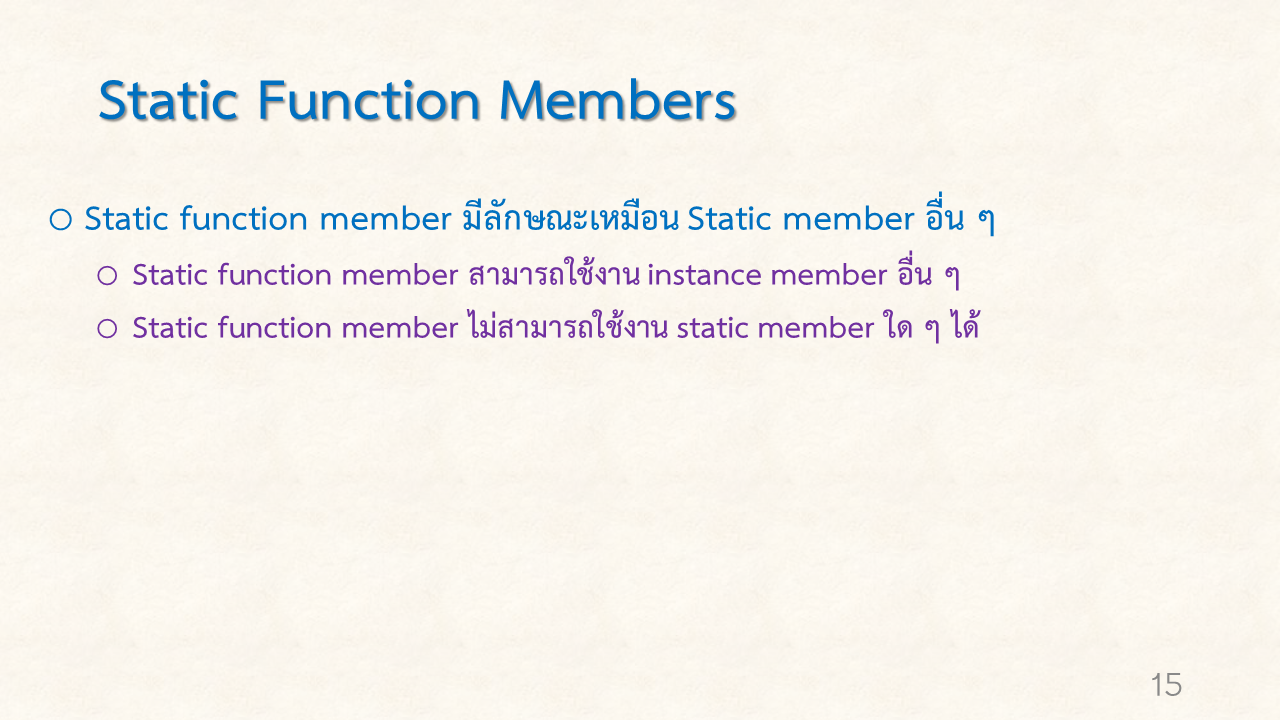 Static Function Members
Static function member มีลักษณะเหมือน Static member อื่น ๆ
Static function member สามารถใช้งาน instance member อื่น ๆ
Static function member ไม่สามารถใช้งาน static member ใด ๆ ได้
15